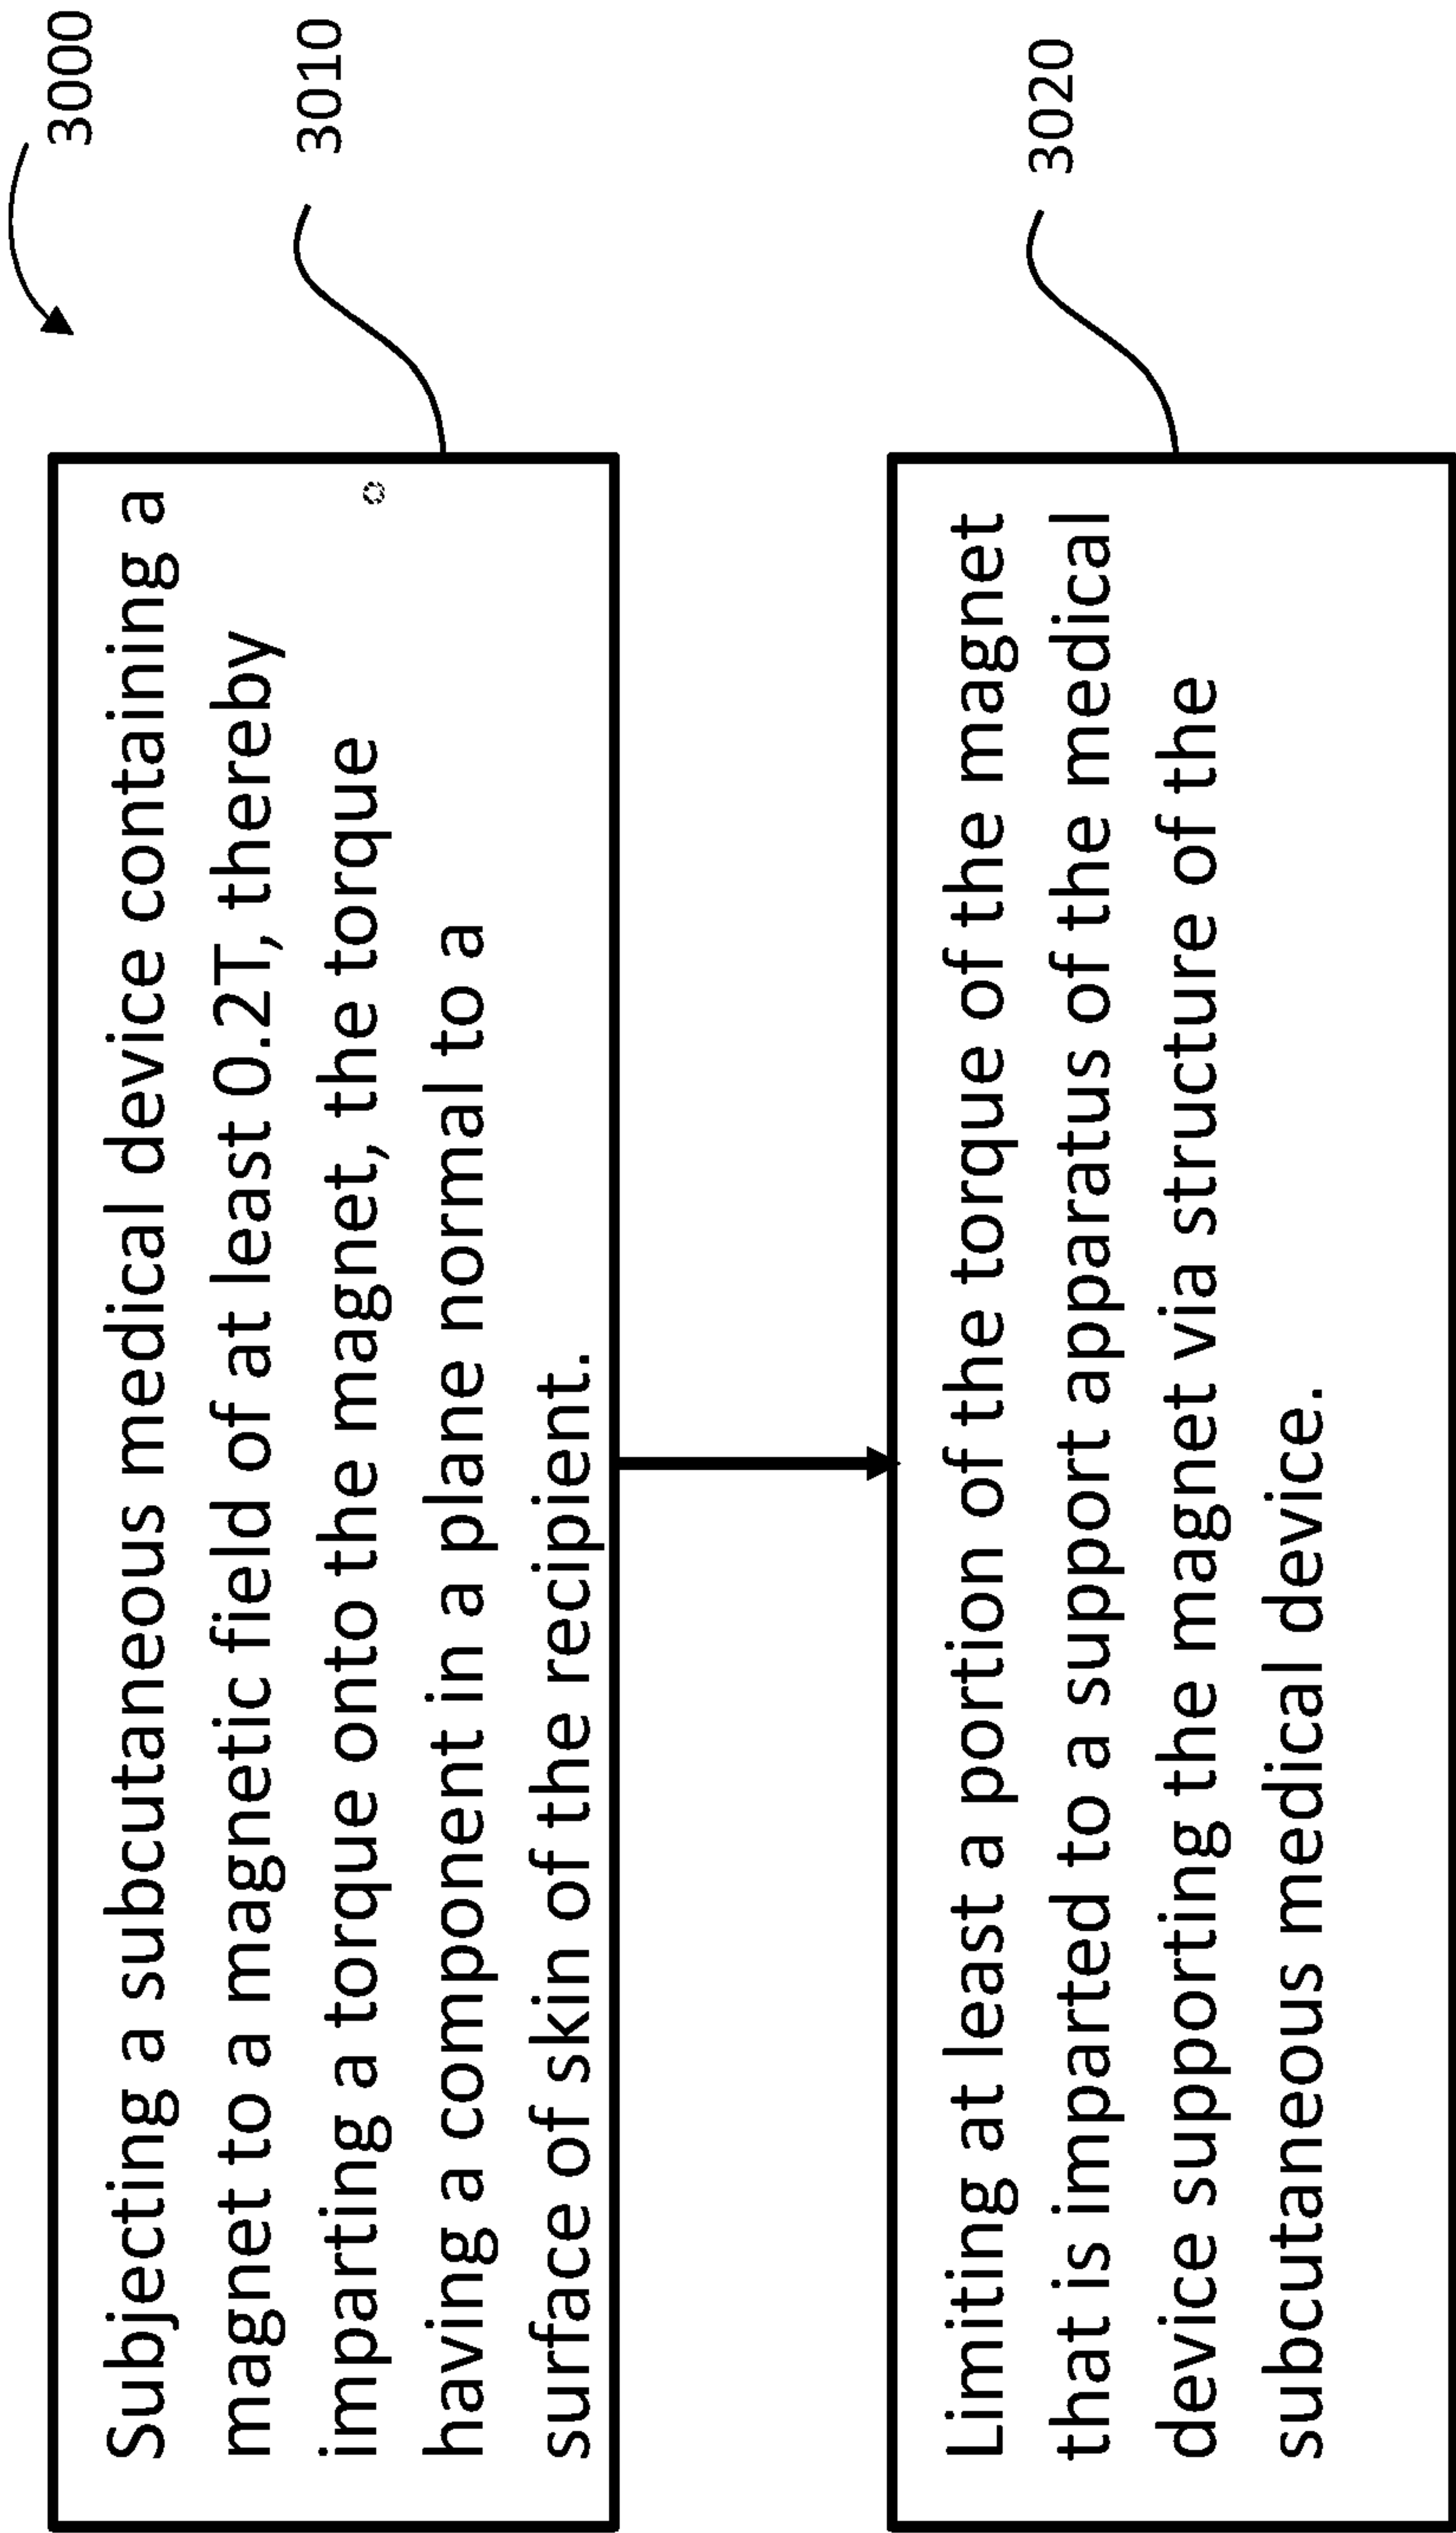 3000
3010
Subjecting a subcutaneous medical device containing a
magnet to a magnetic field of at least 0.2T, thereby
imparting a torque onto the magnet, the torque
having a component in a plane normal to a
surface of skin of the recipient.
3020
Limiting at least a portion of the torque of the magnet
that is imparted to a support apparatus of the medical
device supporting the magnet via structure of the
subcutaneous medical device.